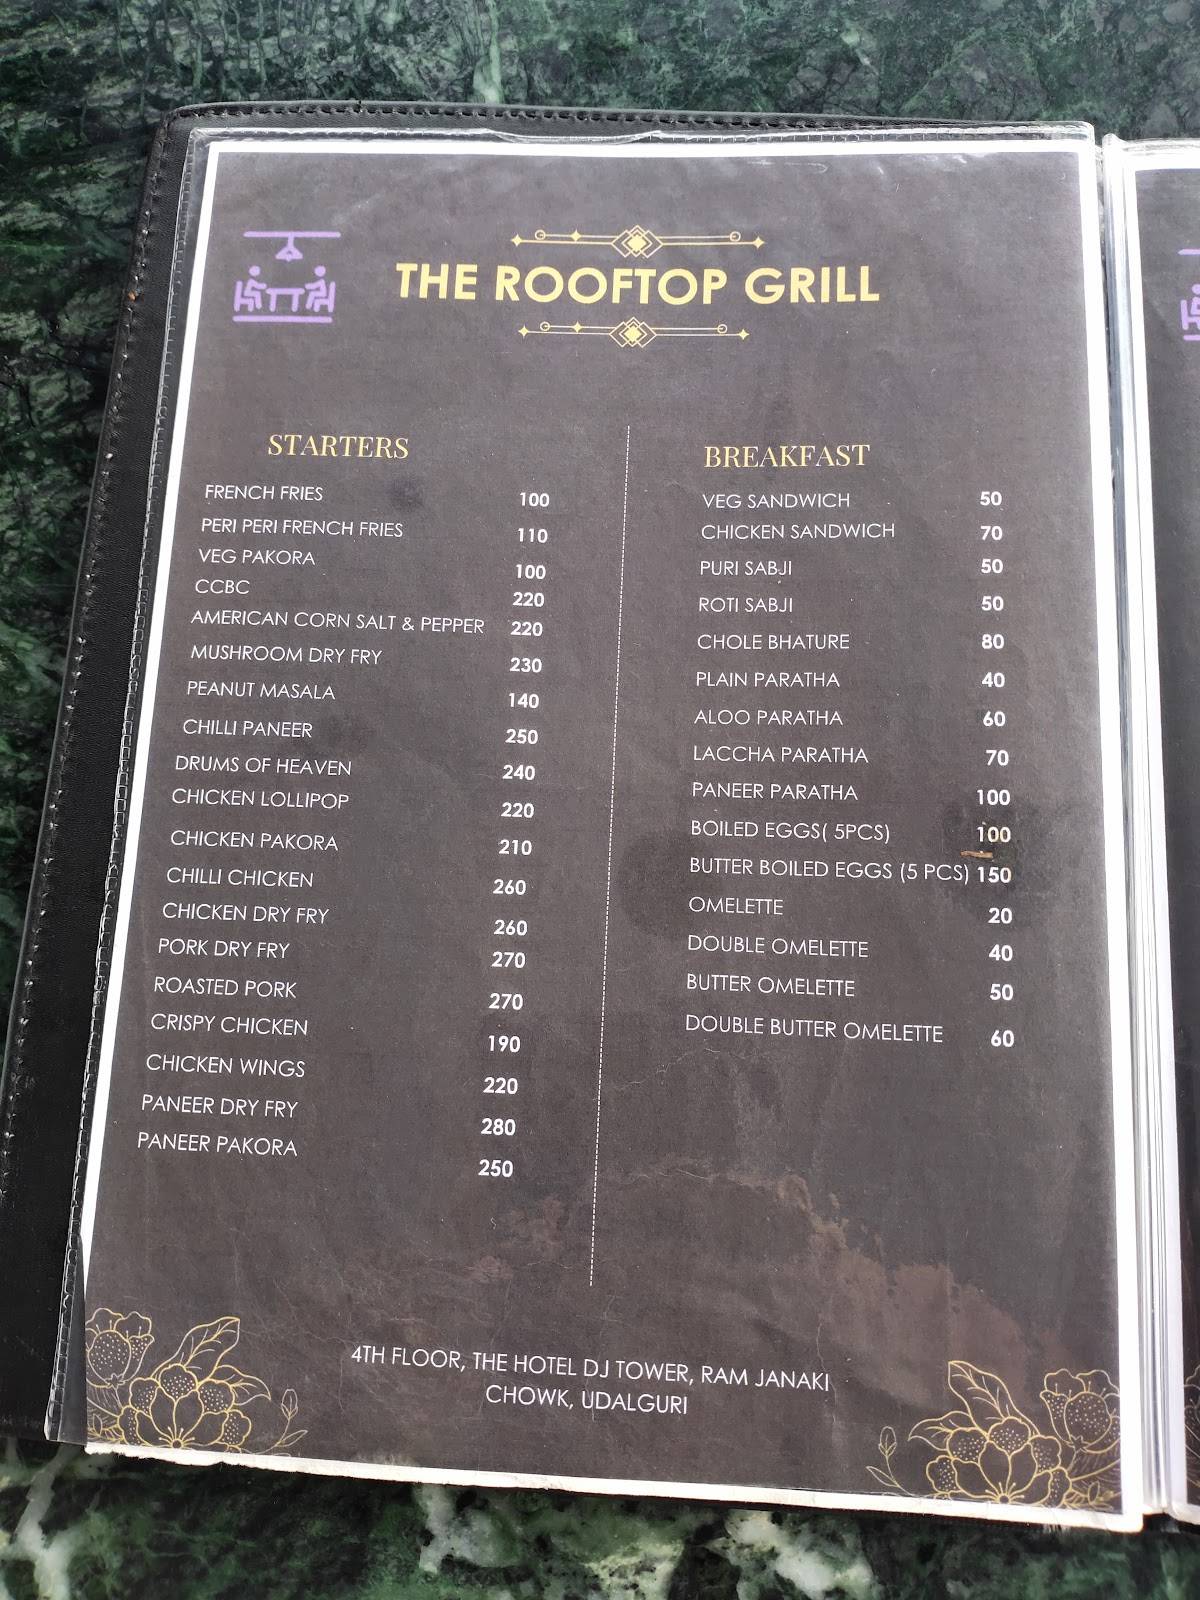 THE ROOFTOP GRILL
STARTERS
FRENCH FRIES 100
PERI PERI FRENCH FRIES 110
VEG PAKORA 100
CCBC 220
AMERICAN CORN SALT & PEPPER 220
MUSHROOM DRY FRY 230
PEANUT MASALA 140
CHILLI PANEER 250
DRUMS OF HEAVEN 240
CHICKEN LOLLIPOP 220
CHICKEN PAKORA 210
CHILLI CHICKEN 260
CHICKEN DRY FRY 260
PORK DRY FRY 270
ROASTED PORK 270
CRISPY CHICKEN 190
CHICKEN WINGS 220
PANEER DRY FRY 280
PANEER PAKORA 250
BREAKFAST
VEG SANDWICH 50
CHICKEN SANDWICH 70
PURI SABJI 50
ROTI SABJI 50
CHOLE BHATURE 80
PLAIN PARATHA 40
ALOO PARATHA 60
LACCHA PARATHA 70
PANEER PARATHA 100
BOILED EGGS( 5PCS) 100
BUTTER BOILED EGGS (5 PCS) 150
OMELETTE 20
DOUBLE OMELETTE 40
BUTTER OMELETTE 50
DOUBLE BUTTER OMELETTE 60
4TH FLOOR, THE HOTEL DJ TOWER, RAM JANAKI
CHOWK, UDALGURI